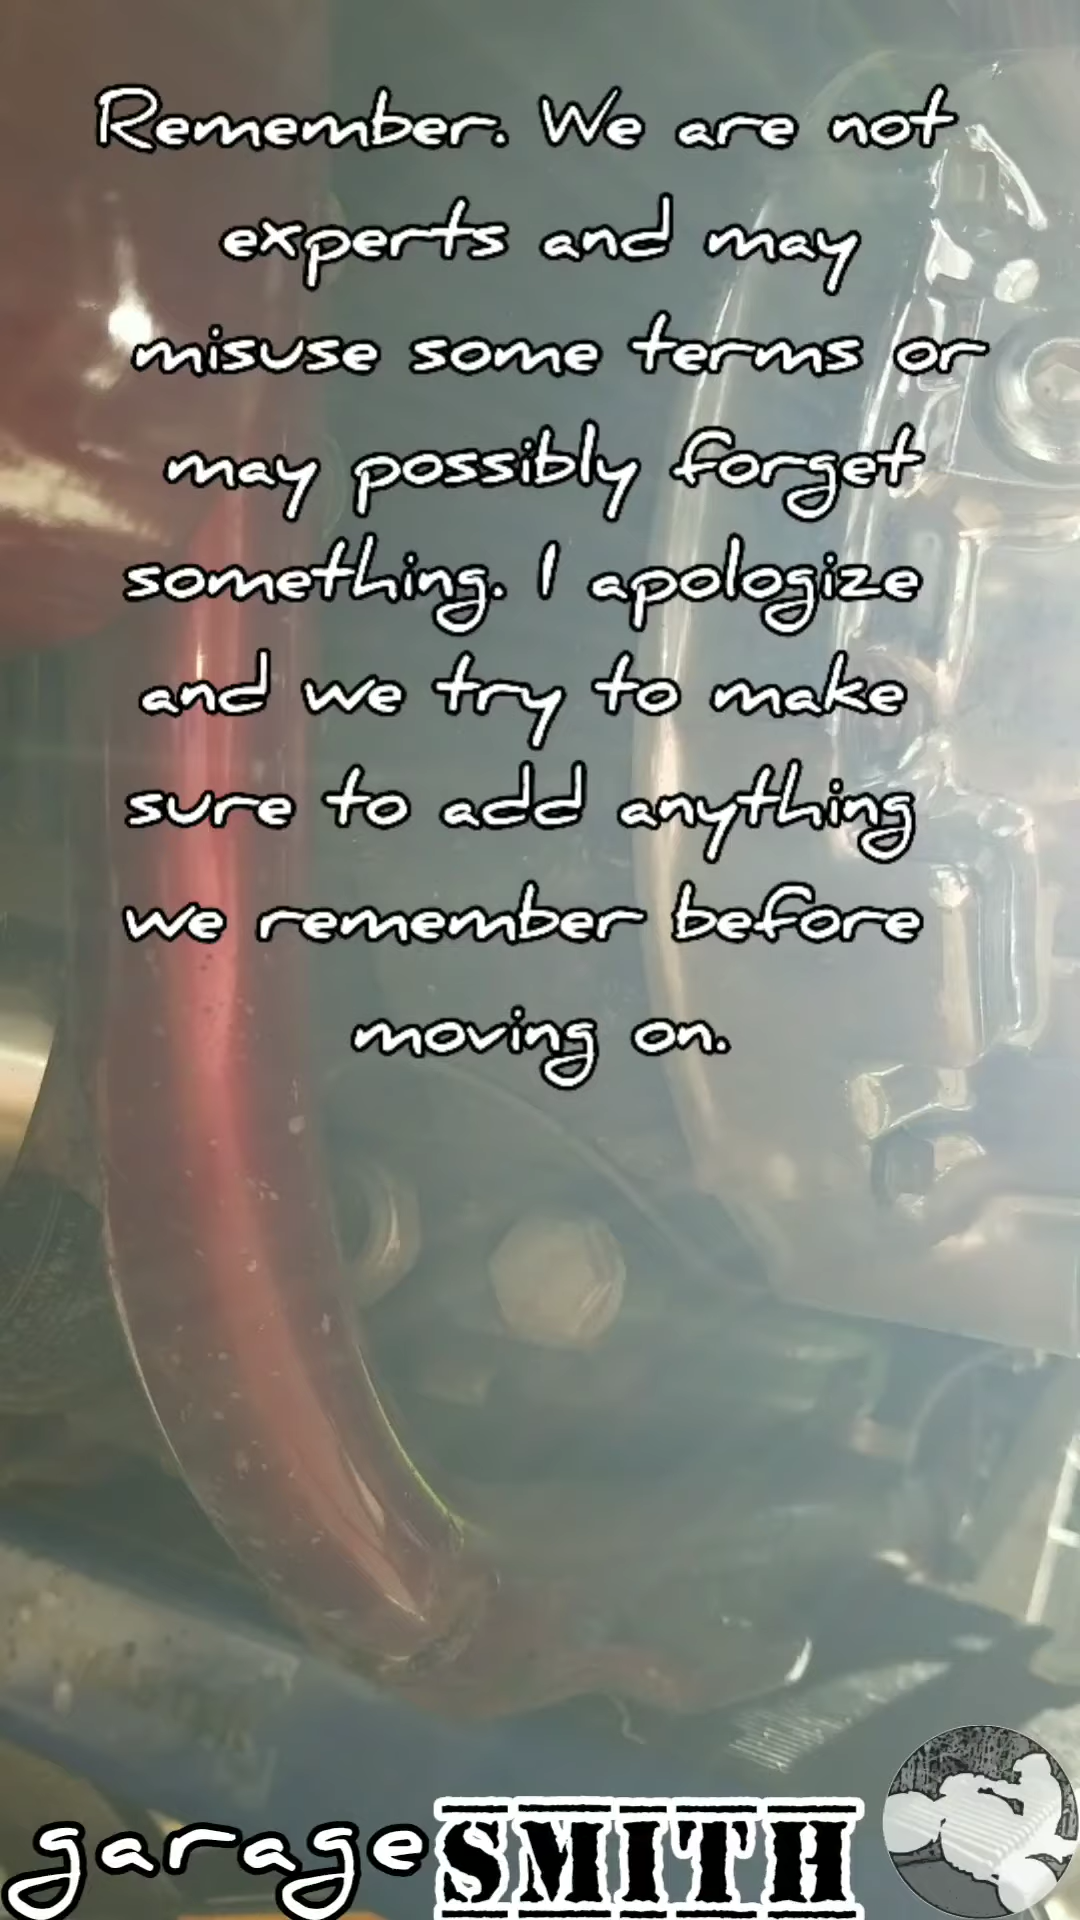 Remember. We are not
experts and may
misuse some terms or
may possibly forget
something. I apologize
and we try to make
sure to add anything
we remember before
moving on.
garage SMITH